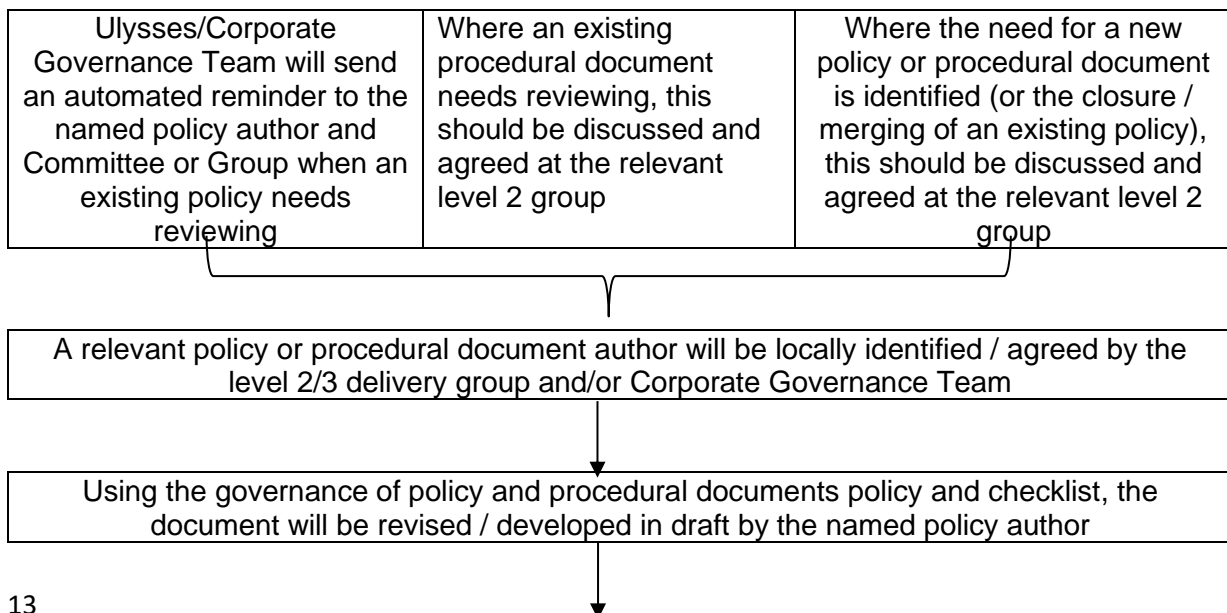 Ulysses/Corporate
Governance Team will send
an automated reminder to the
named policy author and
Committee or Group when an
existing policy needs
reviewing
Where an existing
procedural document
needs reviewing, this
should be discussed and
agreed at the relevant
level 2 group
Where the need for a new
policy or procedural document
is identified (or the closure /
merging of an existing policy),
this should be discussed and
agreed at the relevant level 2
group
A relevant policy or procedural document author will be locally identified / agreed by the
level 2/3 delivery group and/or Corporate Governance Team
Using the governance of policy and procedural documents policy and checklist, the
document will be revised / developed in draft by the named policy author
13